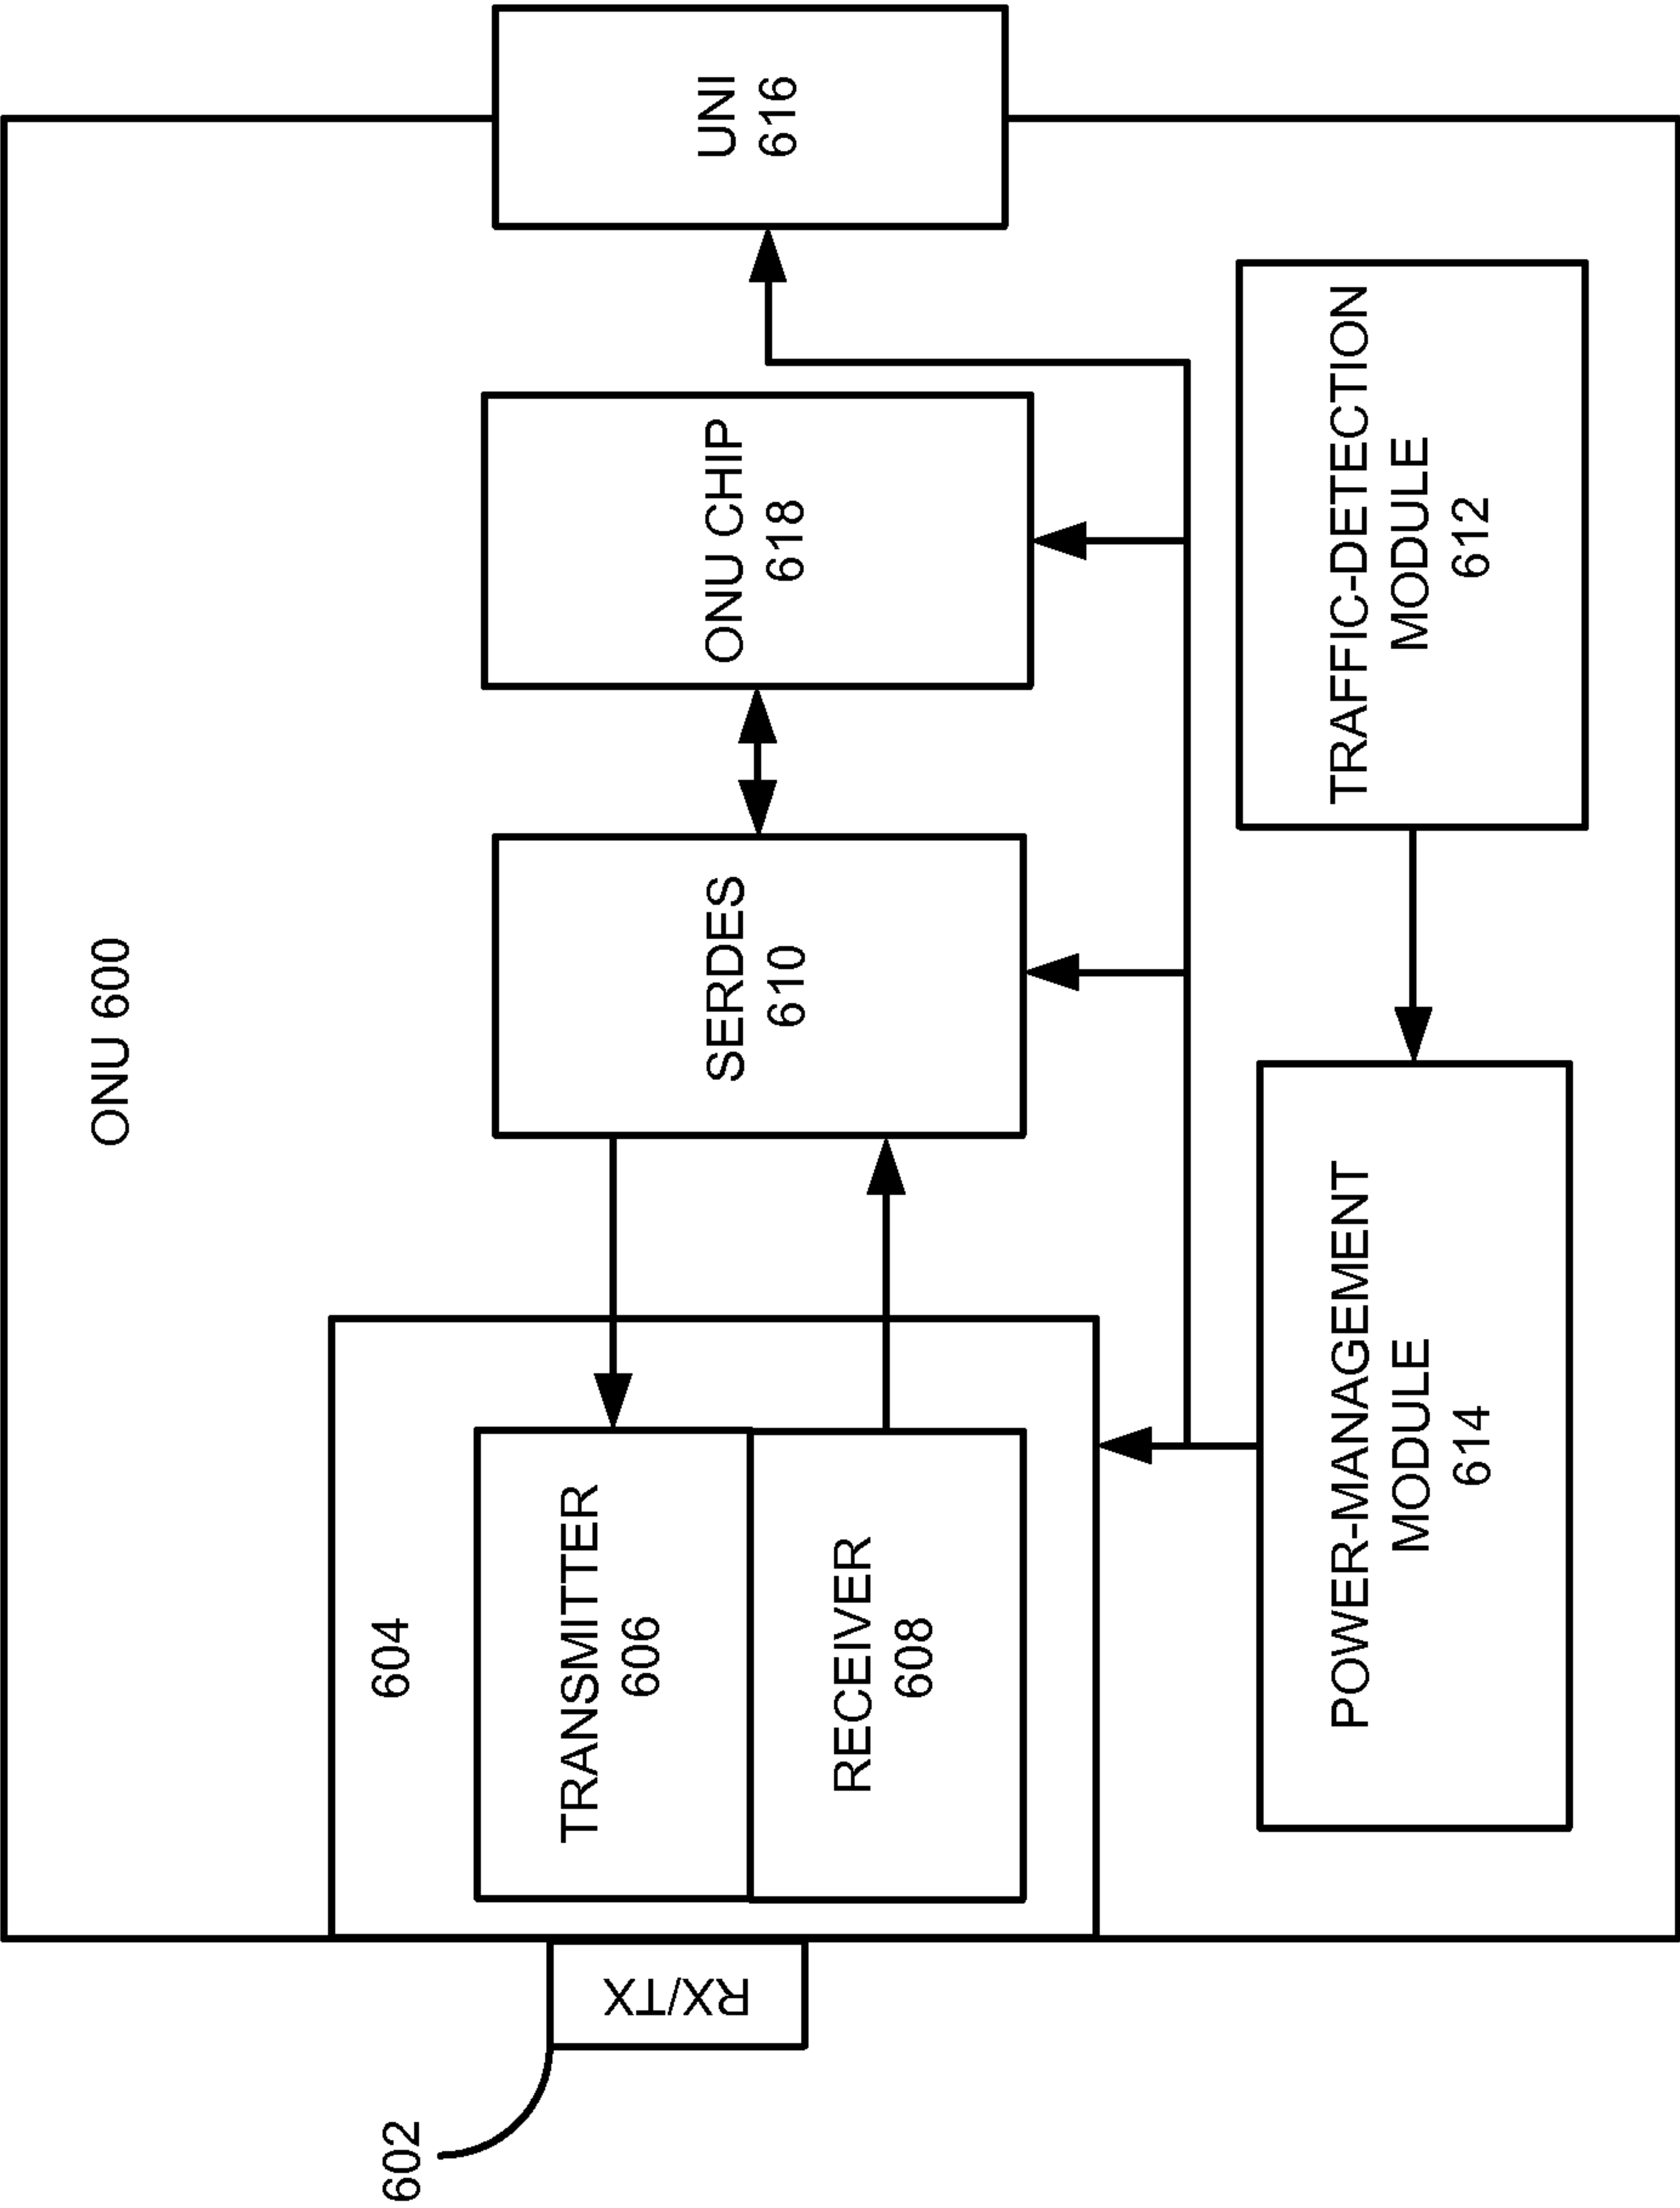 ONU 600
602
RX/TX
604
TRANSMITTER
606
RECEIVER
608
SERDES
610
ONU CHIP
618
UNI
616
POWER-MANAGEMENT
MODULE
614
TRAFFIC-DETECTION
MODULE
612